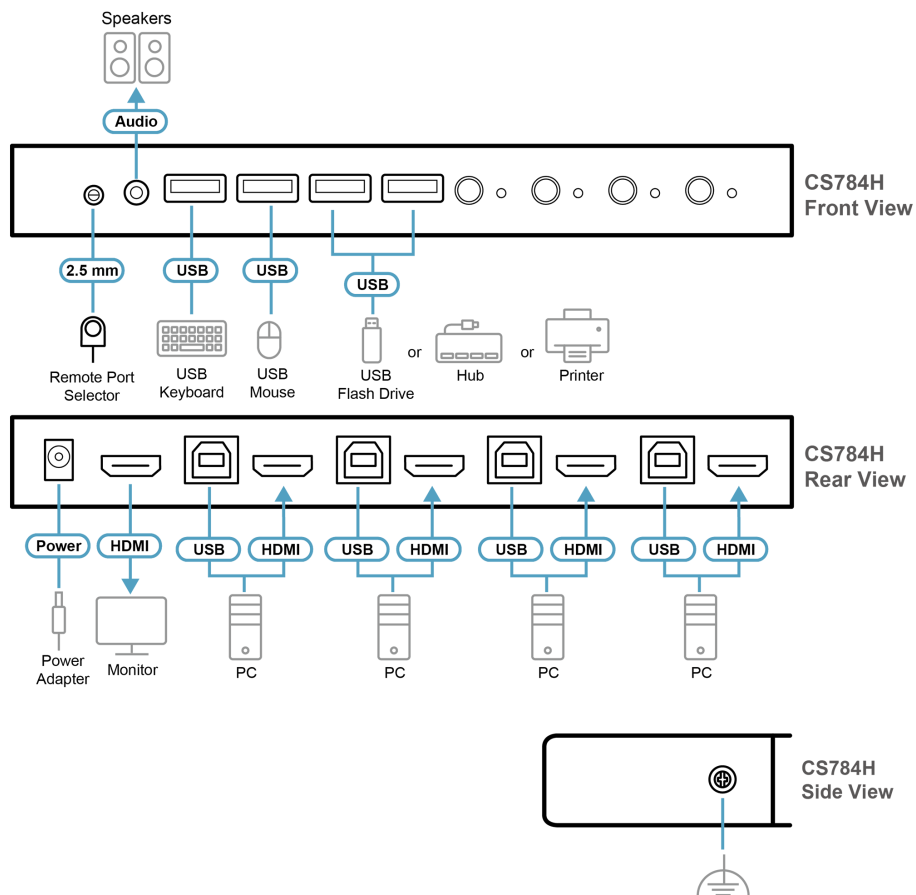 Speakers
Audio
CS784H
Front View
2.5 mm
USB
USB
USB
Remote Port
Selector
USB
Keyboard
USB
Mouse
USB
Flash Drive
or
Hub
or
Printer
CS784H
Rear View
Power
HDMI
USB
HDMI
USB
HDMI
USB
HDMI
USB
HDMI
Power
Adapter
Monitor
PC
PC
PC
PC
CS784H
Side View